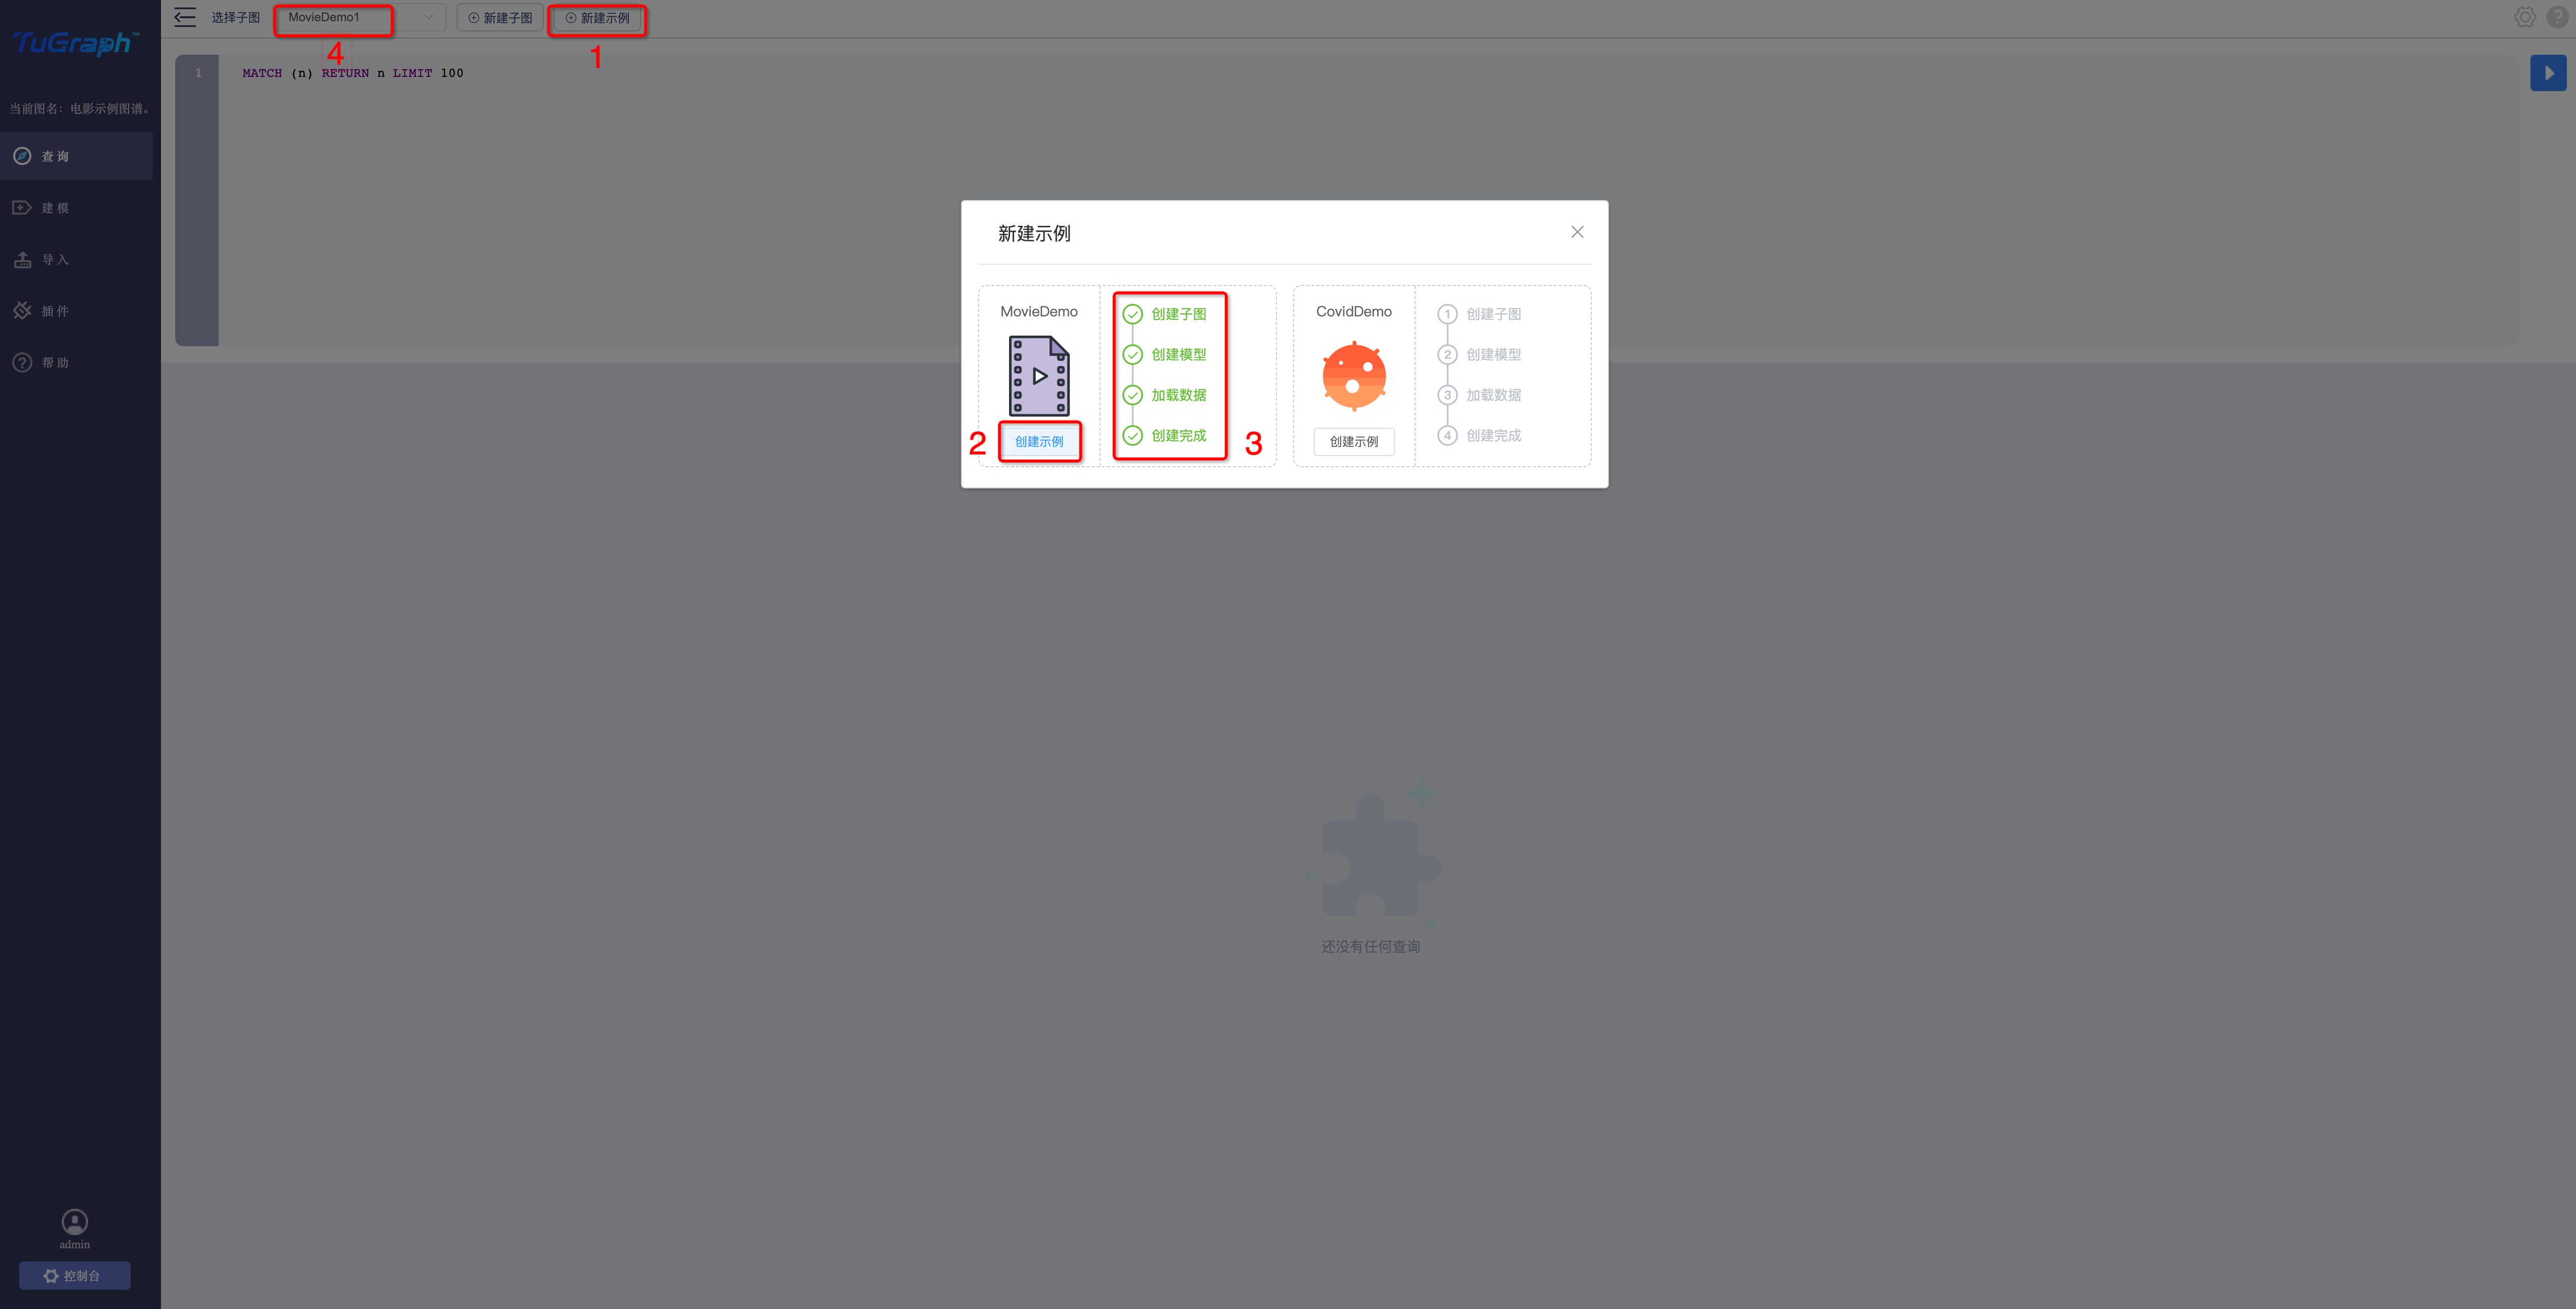 TuGraph™
当前图名：电影示例图谱。
查询
建模
导入
插件
帮助
admin
控制台
选择子图
MovieDemo1
新建子图
新建示例
4
1
1 MATCH (n) RETURN n LIMIT 100
新建示例
MovieDemo
创建示例
2
创建子图
创建模型
加载数据
创建完成
3
CovidDemo
创建示例
1 创建子图
2 创建模型
3 加载数据
4 创建完成
还没有任何查询